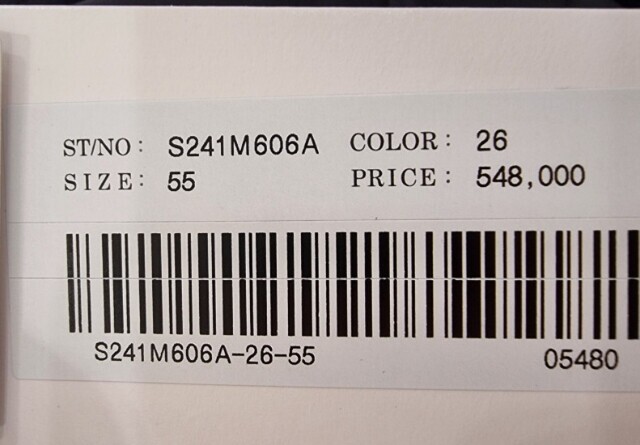 ST/NO: S241M606A COLOR: 26
SIZE: 55 PRICE: 548,000
S241M606A-26-55 05480